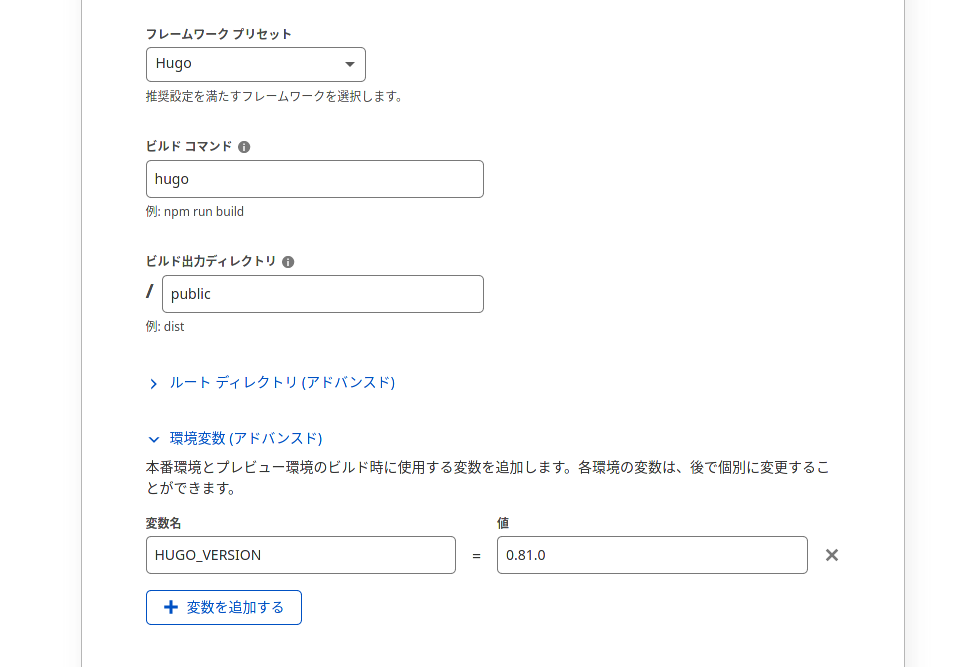 フレームワーク プリセット
Hugo
推奨設定を満たすフレームワークを選択します。
ビルド コマンド
hugo
例: npm run build
ビルド出力ディレクトリ
/ public
例: dist
ルート ディレクトリ (アドバンスド)
環境変数 (アドバンスド)
本番環境とプレビュー環境のビルド時に使用する変数を追加します。各環境の変数は、後で個別に変更するこ
とができます。
変数名 値
HUGO_VERSION = 0.81.0
変数を追加する